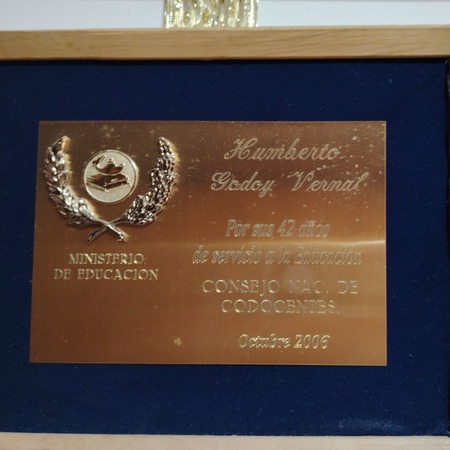 Humberto
Godoy Vernal
Por sus 42 años
de servicio a la Educación
CONSEJO NAC. DE
CODOCENTES.
Octubre 2006
MINISTERIO
DE EDUCACION